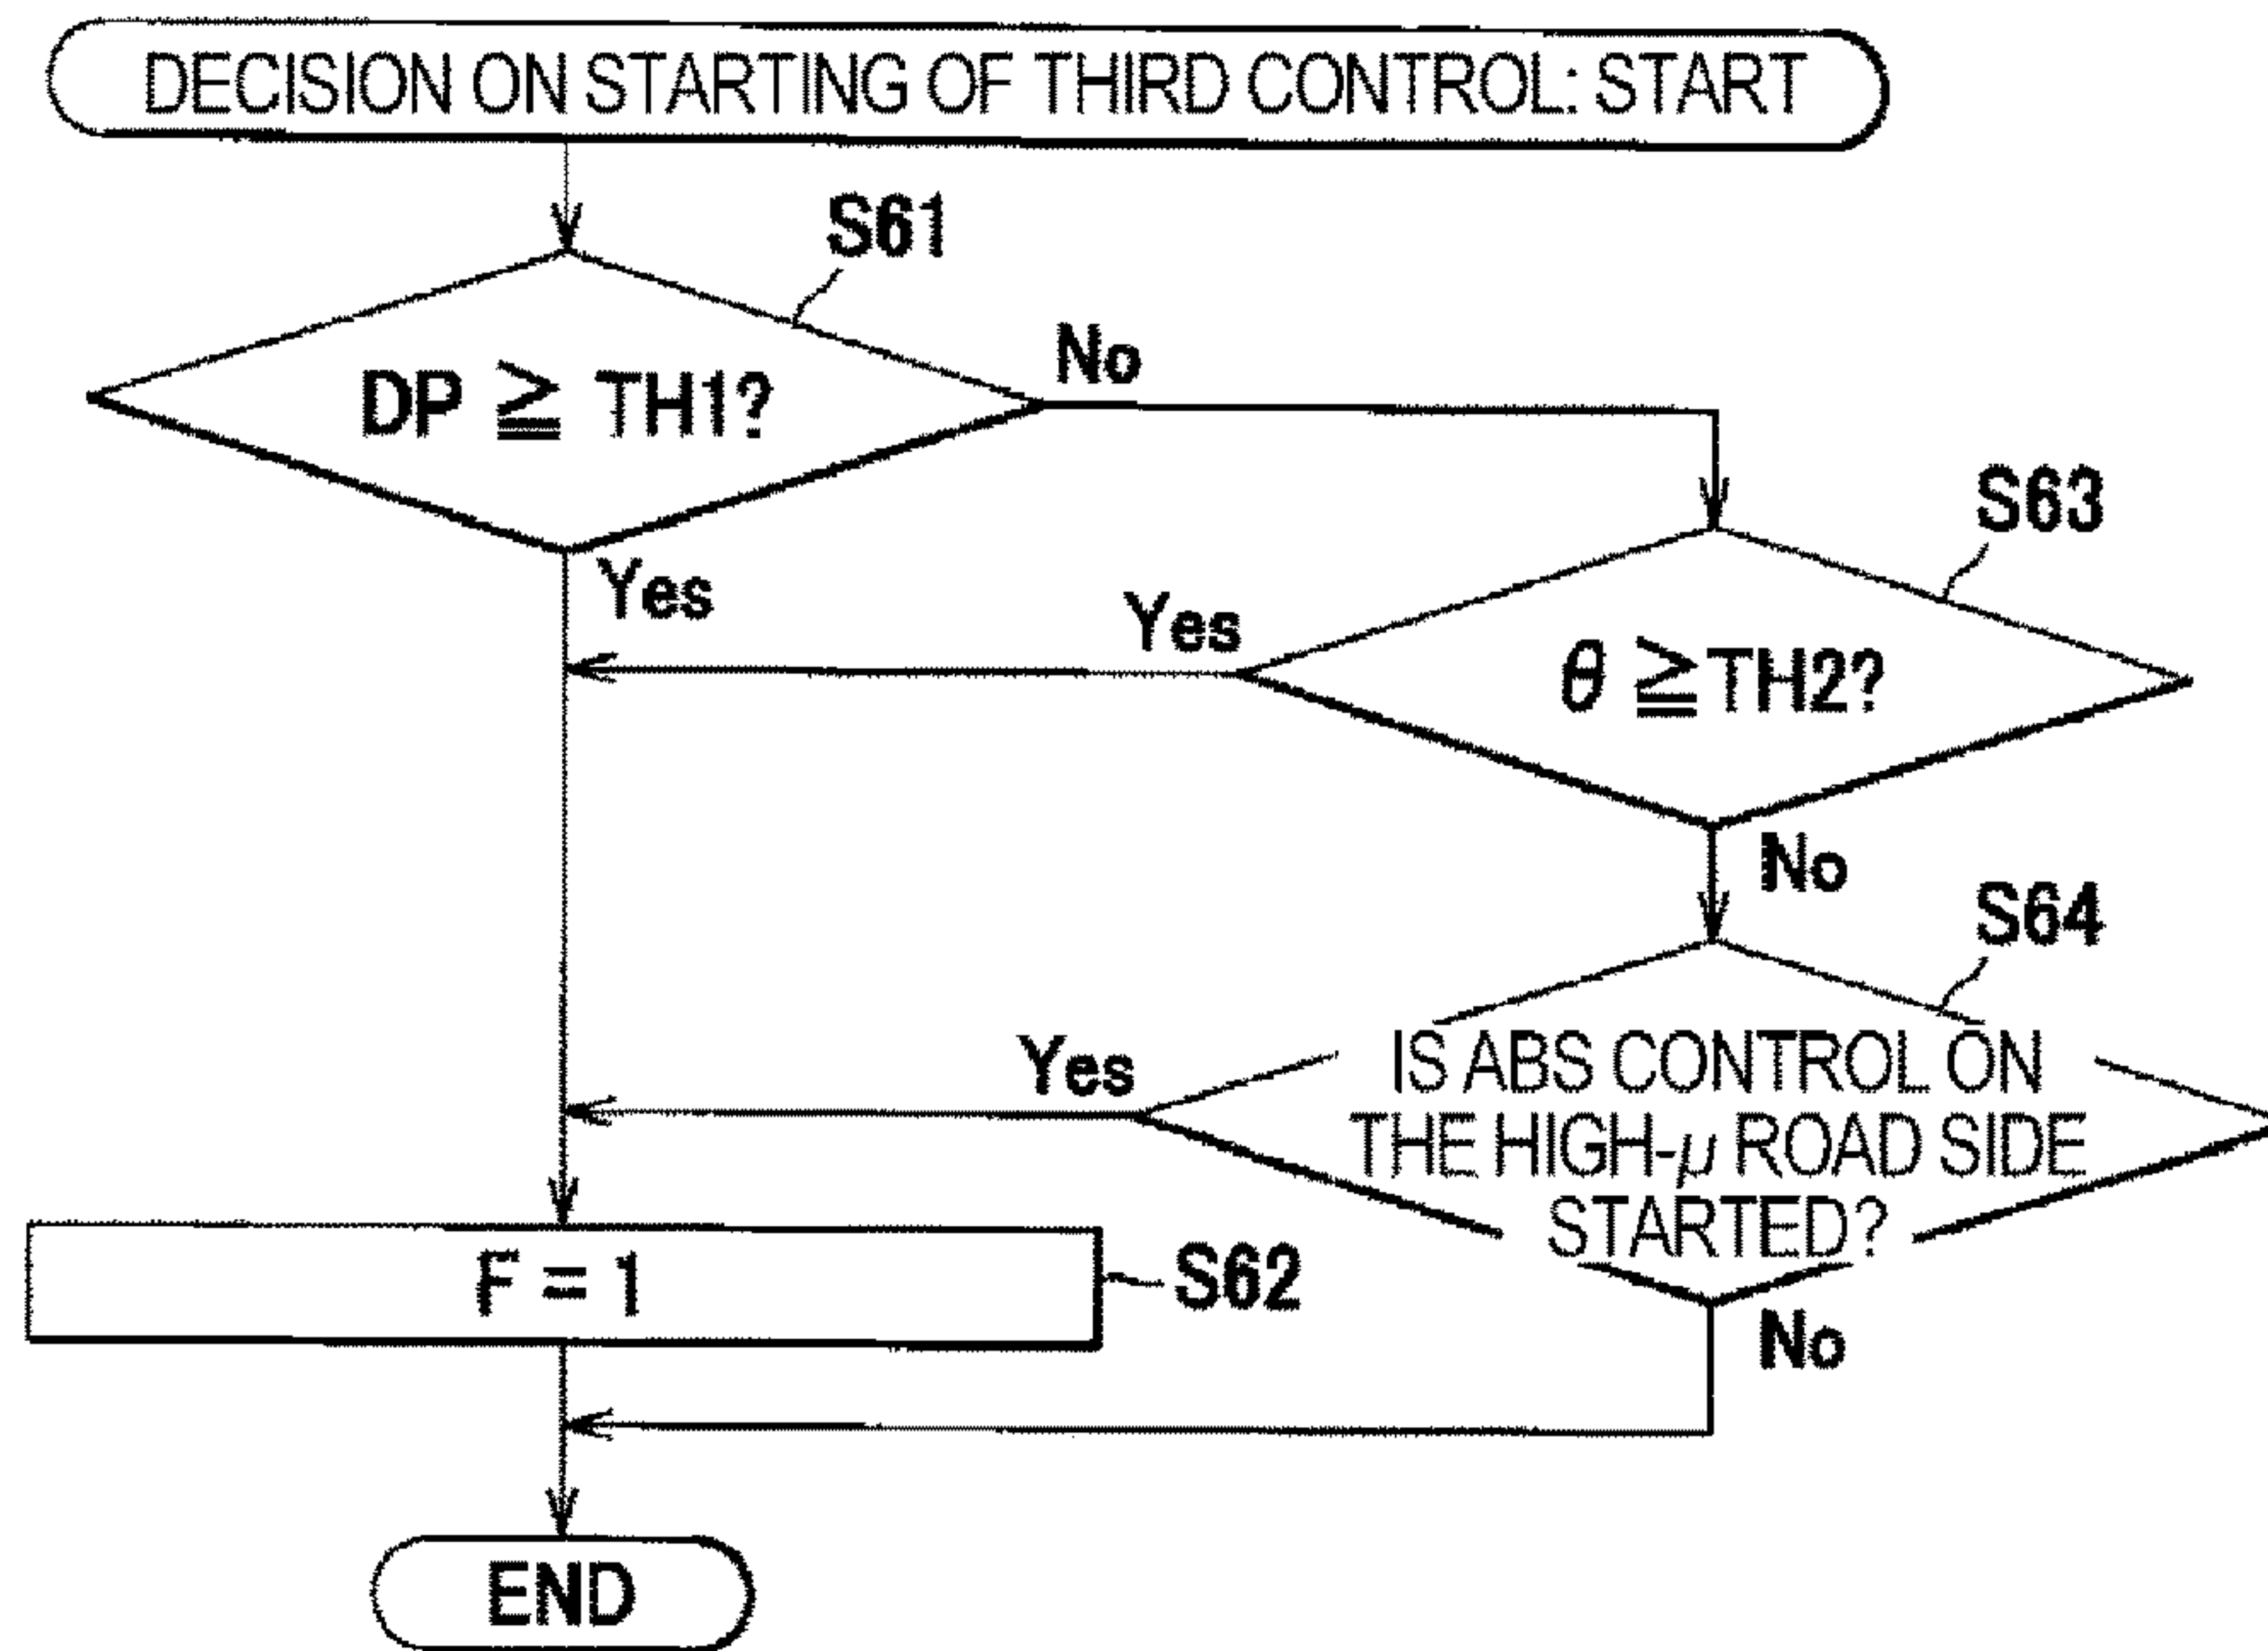 DECISION ON STARTING OF THIRD CONTROL: START
S61
DP ≧ TH1?
No
Yes
S63
θ ≧TH2?
Yes
No
S64
IS ABS CONTROL ON
THE HIGH-μ ROAD SIDE
STARTED?
Yes
No
F = 1
S62
END